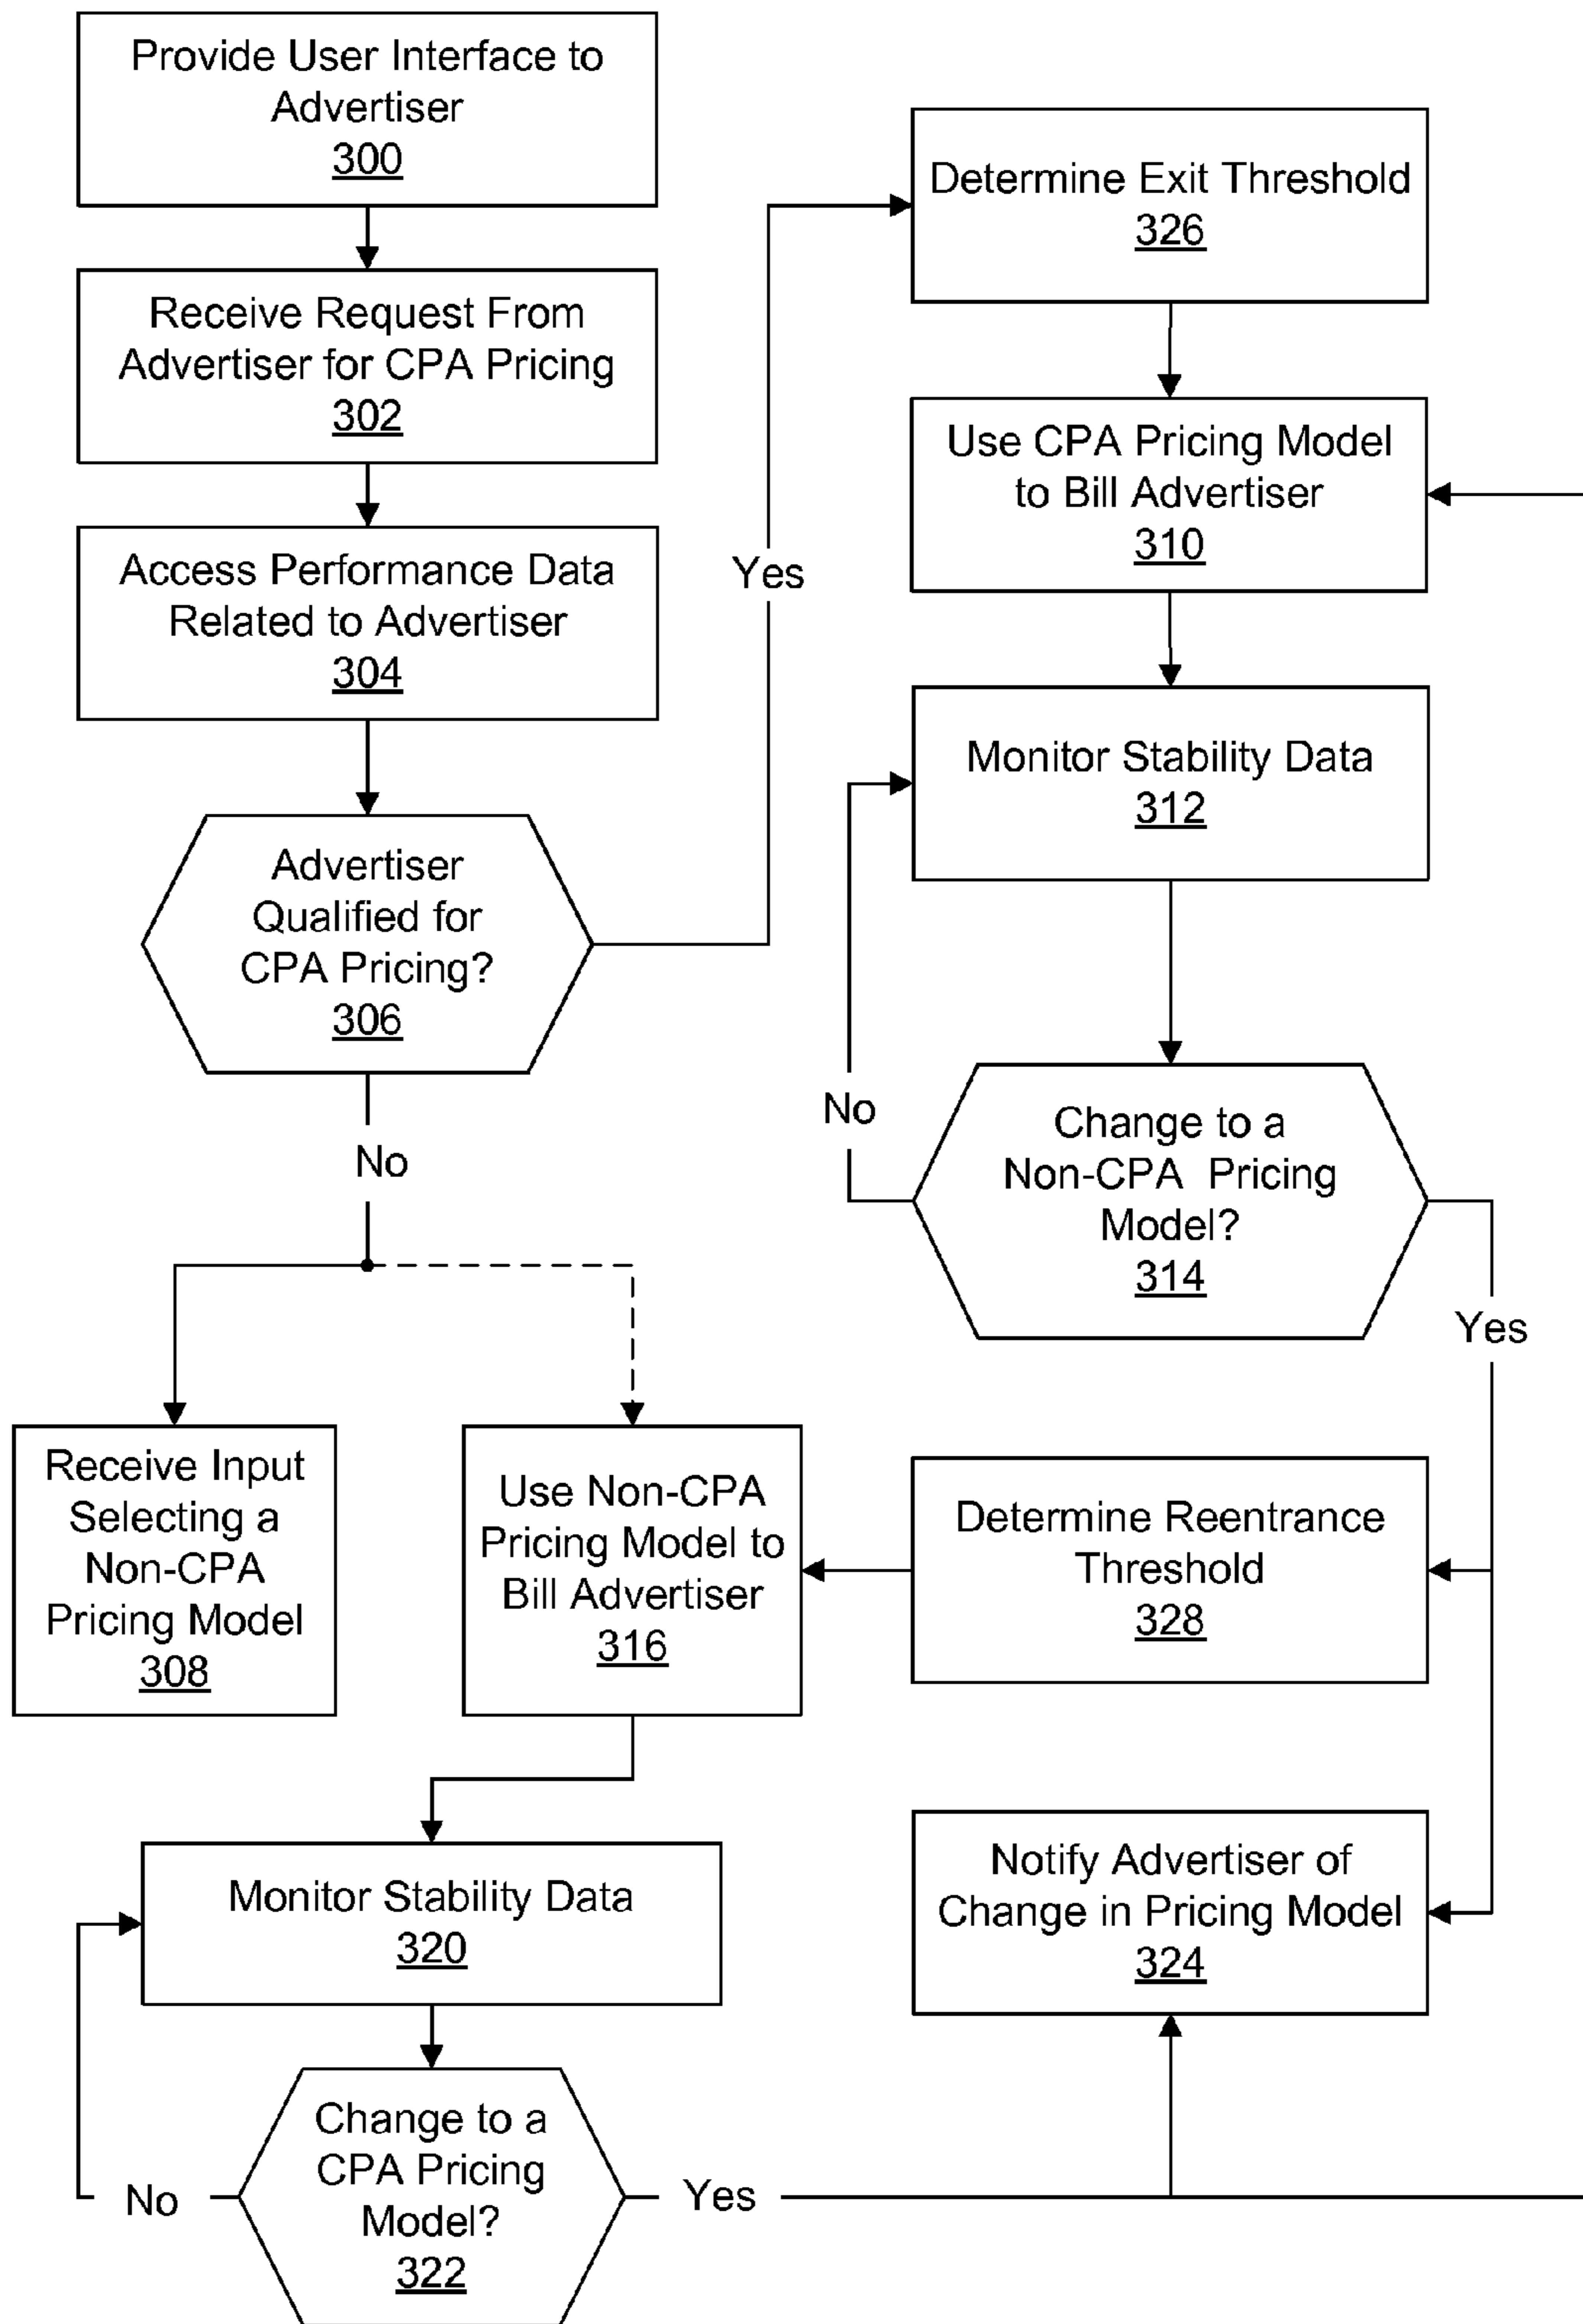 Provide User Interface to
Advertiser
300
Receive Request From
Advertiser for CPA Pricing
302
Access Performance Data
Related to Advertiser
304
Advertiser
Qualified for
CPA Pricing?
306
Yes
No
Determine Exit Threshold
326
Use CPA Pricing Model
to Bill Advertiser
310
Monitor Stability Data
312
No
Change to a
Non-CPA Pricing
Model?
314
Yes
Receive Input
Selecting a
Non-CPA
Pricing Model
308
Use Non-CPA
Pricing Model to
Bill Advertiser
316
Determine Reentrance
Threshold
328
Notify Advertiser of
Change in Pricing Model
324
Monitor Stability Data
320
Change to a
CPA Pricing
Model?
322
No
Yes